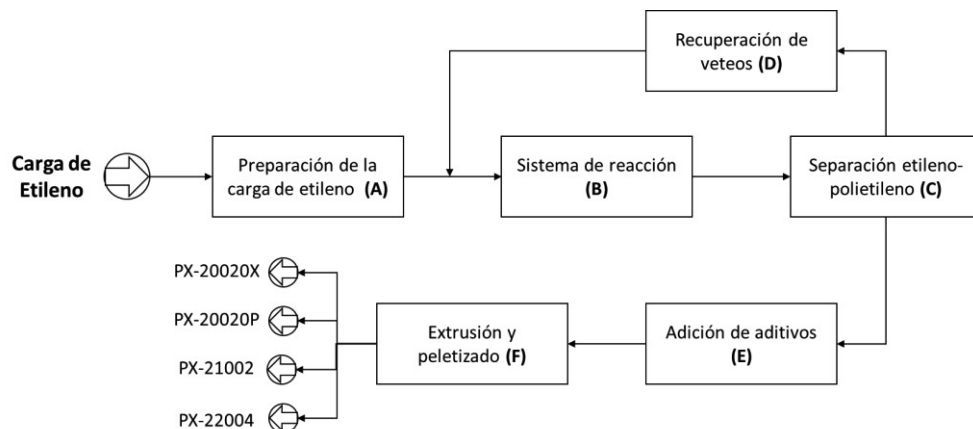 Recuperación de
veteos (D)
Carga de
Etileno
Preparación de la
carga de etileno (A)
Sistema de reacción
(B)
Separación etileno-
polietileno (C)
PX-20020X
PX-20020P
PX-21002
PX-22004
Extrusión y
peletizado (F)
Adición de aditivos
(E)